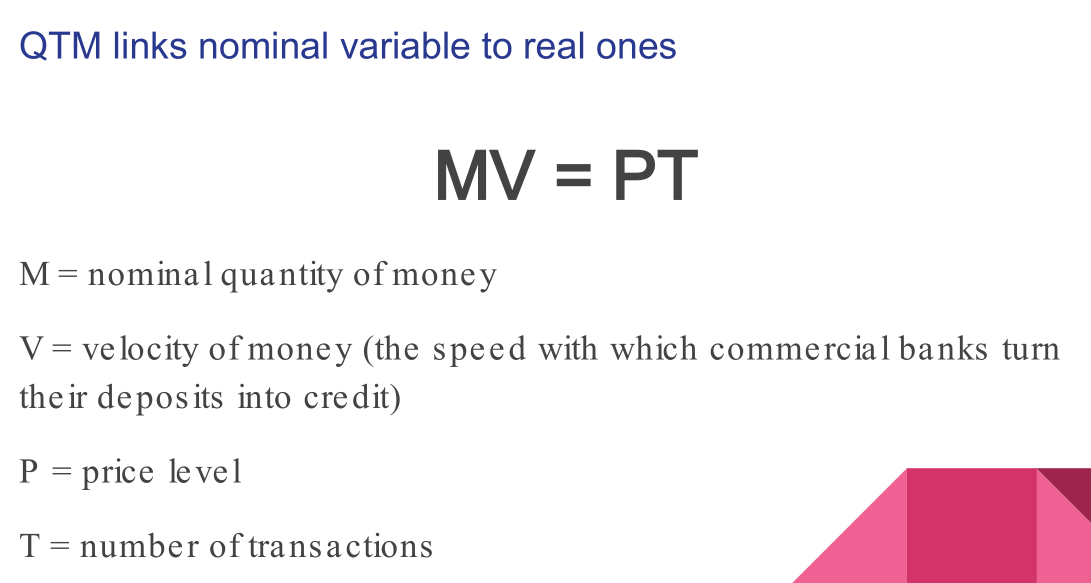 QTM links nominal variable to real ones
MV = PT
M = nominal quantity of money
V = velocity of money (the speed with which commercial banks turn
their deposits into credit)
P = price level
T = number of transactions